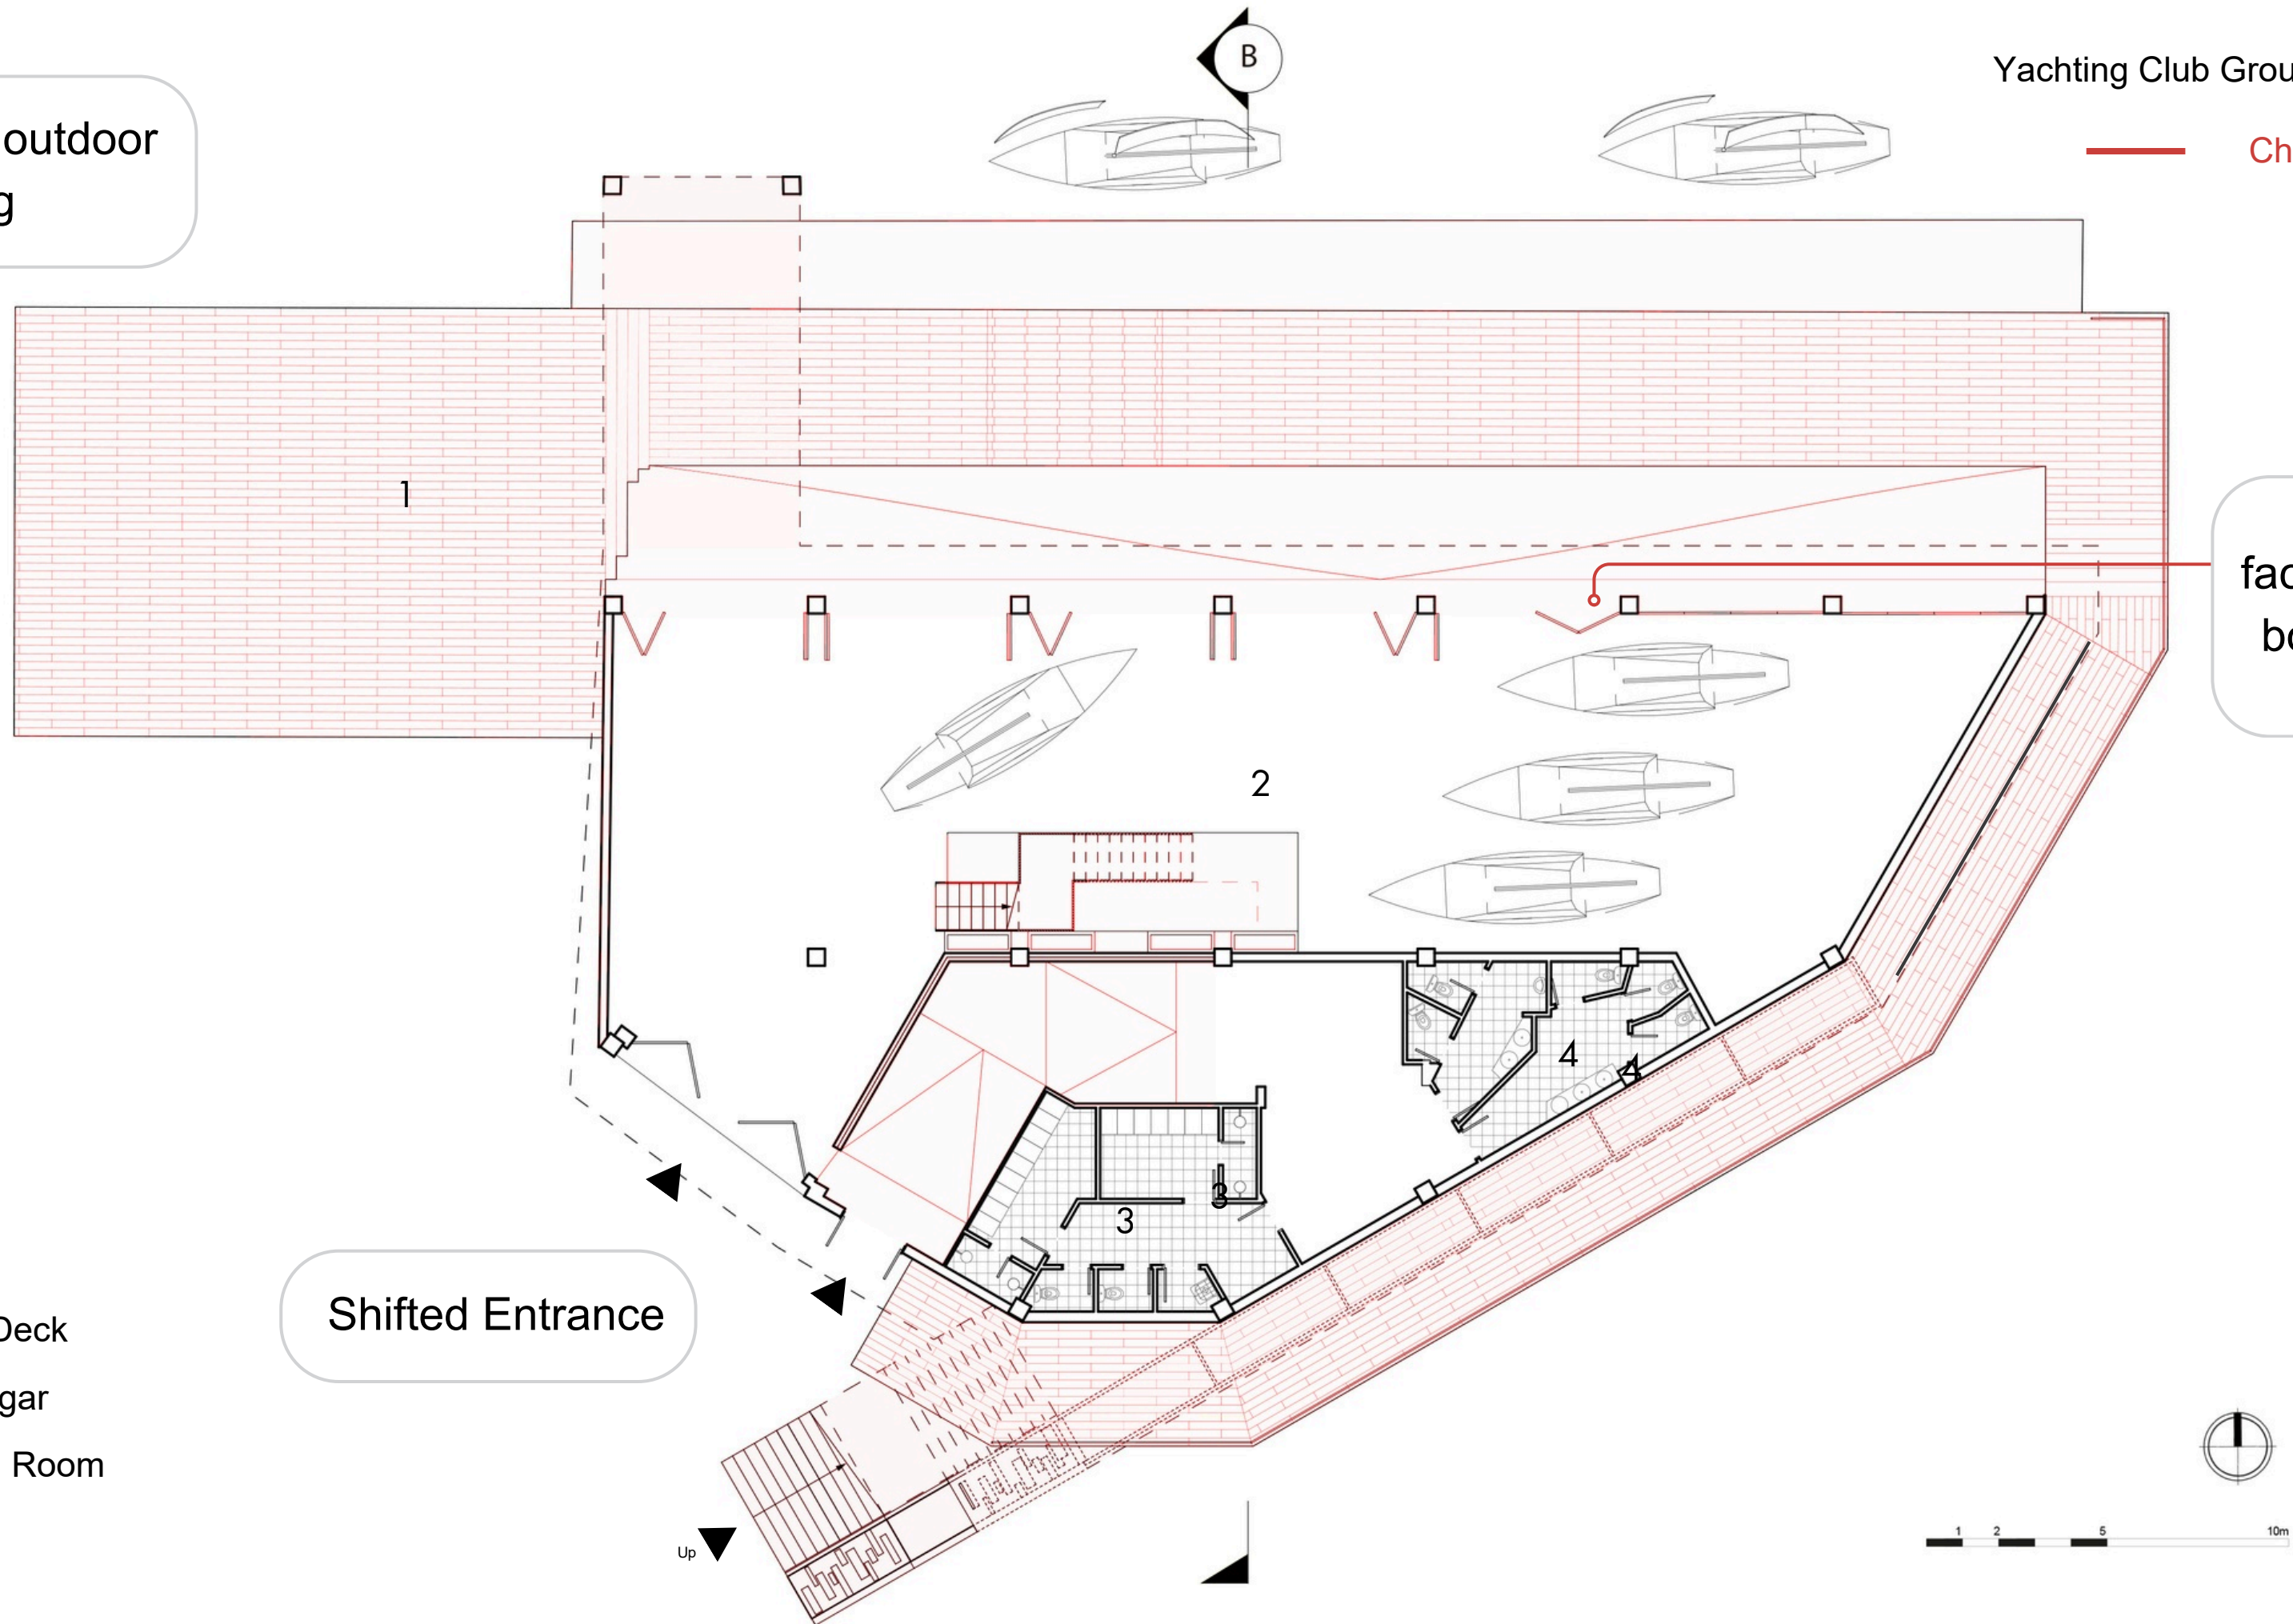 B
Yachting Club Grou
Ch
outdoor
g
1
fac
bo
2
4
4
3
3
Shifted Entrance
Deck
gar
Room
Up
1 2 5 10m